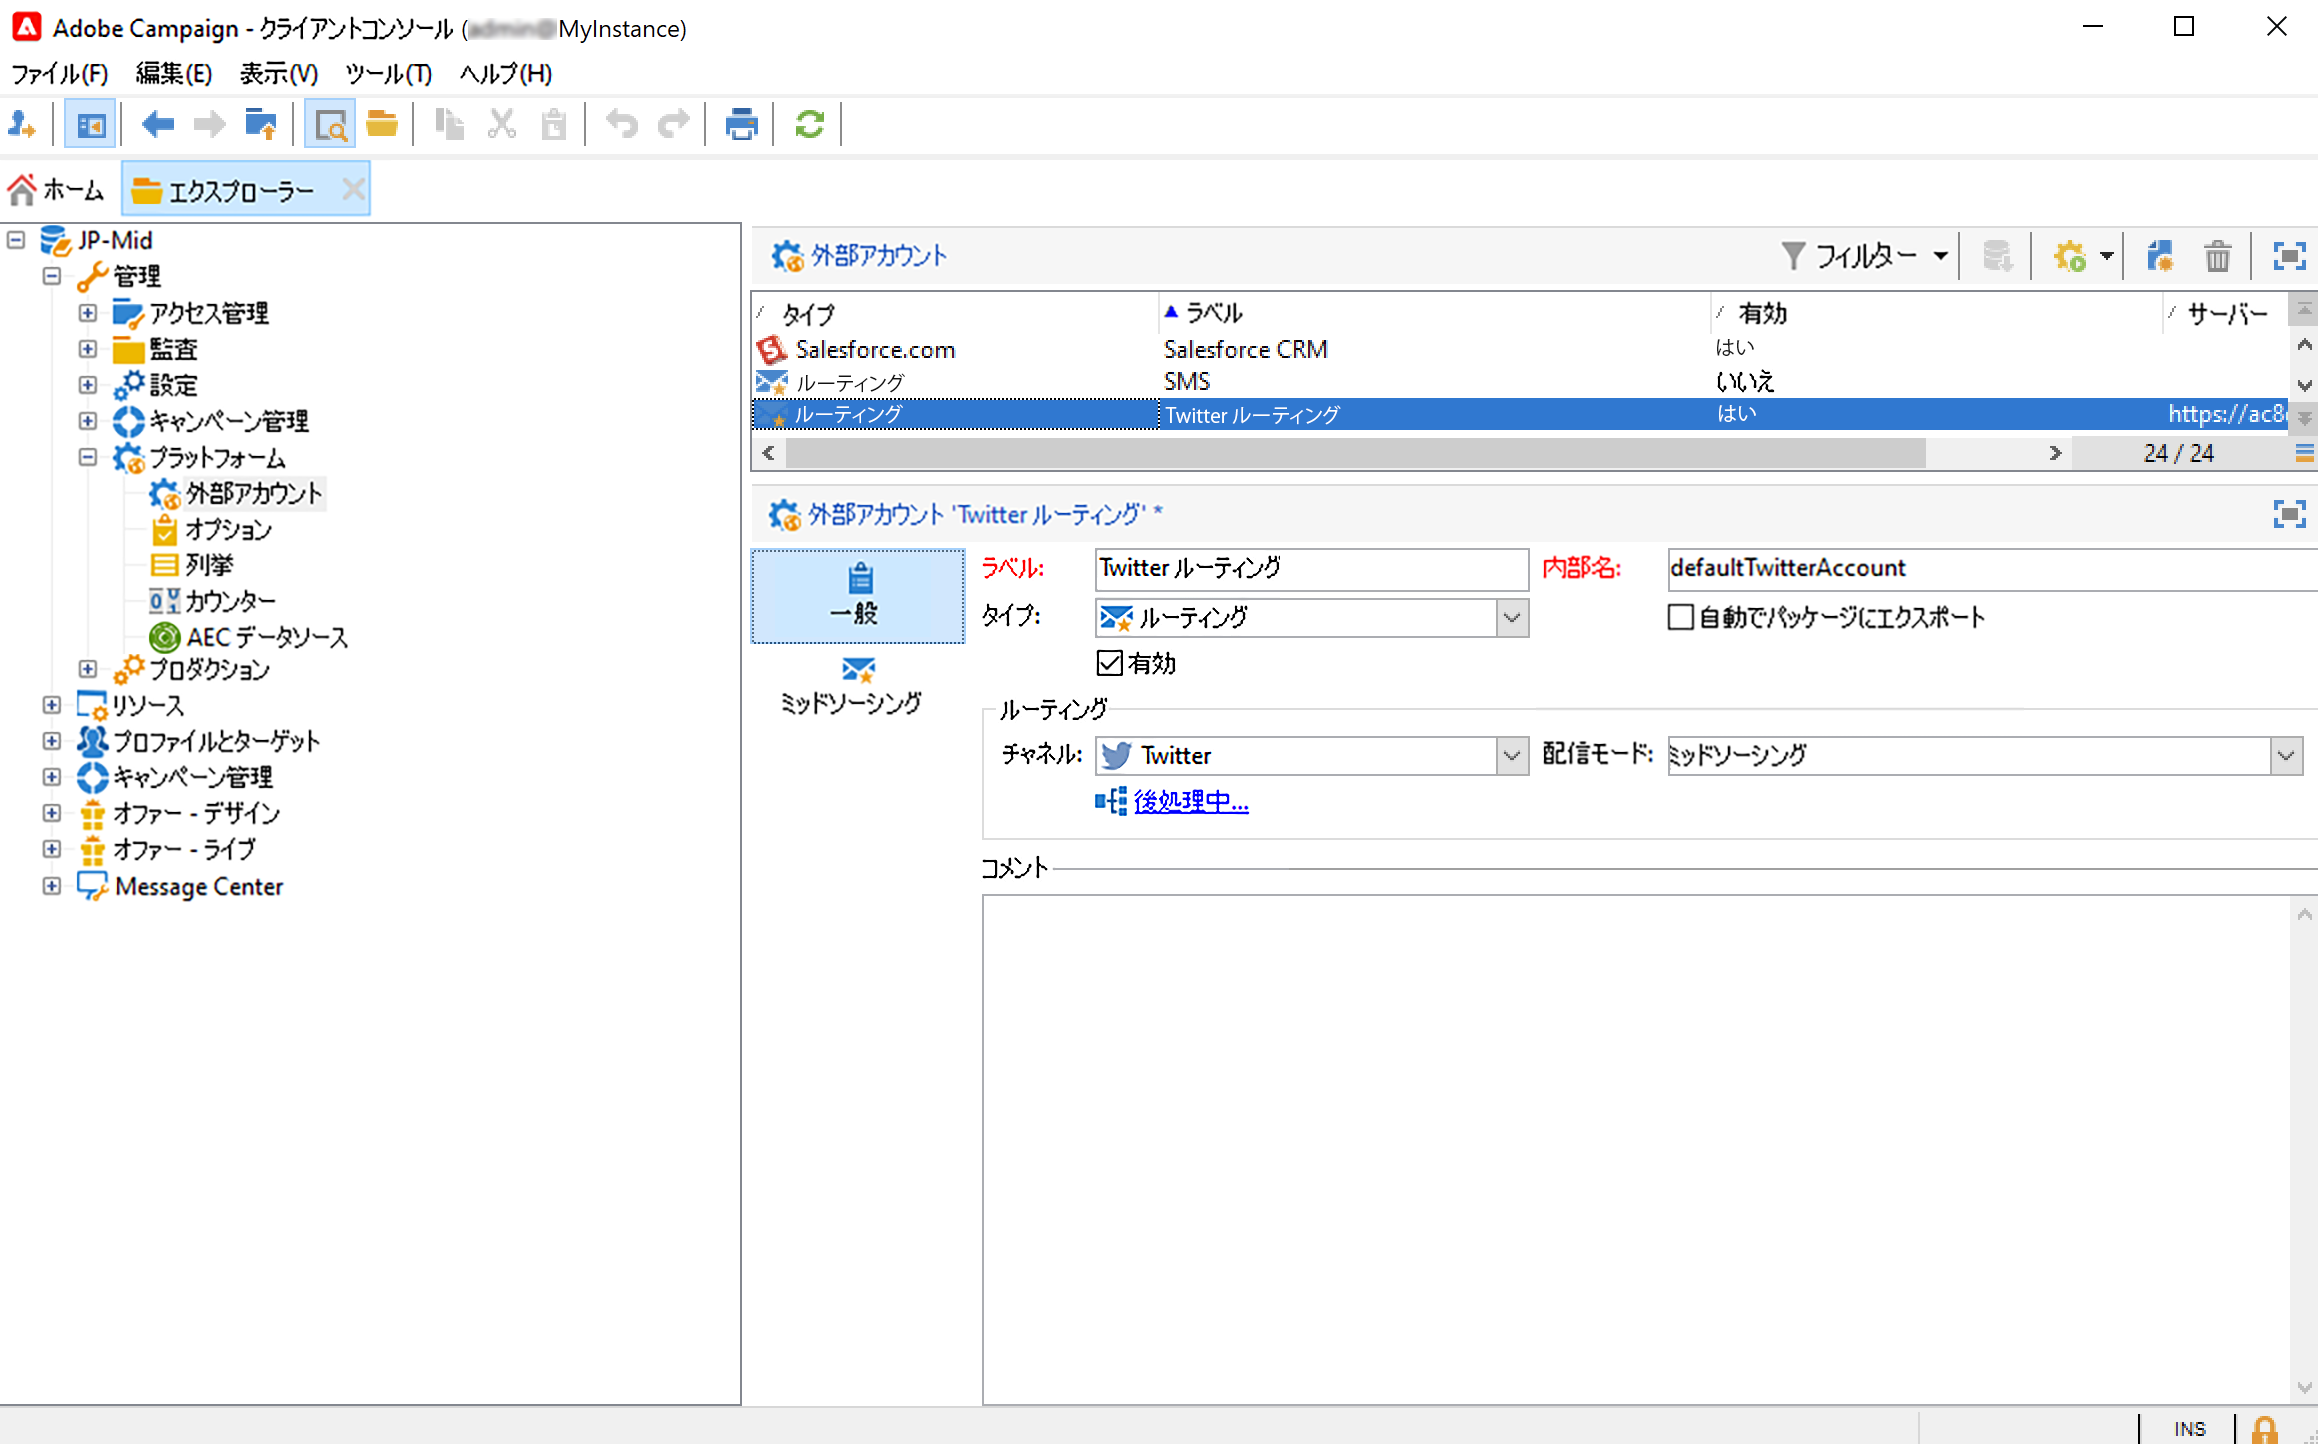 Adobe Campaign - クライアントコンソール (admin@MyInstance)
ファイル(F) 編集(E) 表示(V) ツール(T) ヘルプ(H)
ホーム エクスプローラー
JP-Mid
管理
アクセス管理
監査
設定
キャンペーン管理
プラットフォーム
外部アカウント
オプション
列挙
カウンター
AEC データソース
プロダクション
リソース
プロファイルとターゲット
キャンペーン管理
オファー - デザイン
オファー - ライブ
Message Center
外部アカウント フィルター
タイプ ラベル 有効 サーバー
Salesforce.com Salesforce CRM はい
ルーティング SMS いいえ
ルーティング Twitter ルーティング はい https://ac8
24 / 24
外部アカウント 'Twitter ルーティング' *
一般
ミッドソーシング
ラベル: Twitter ルーティング 内部名: defaultTwitterAccount
タイプ: ルーティング 自動でパッケージにエクスポート
有効
ルーティング
チャネル: Twitter 配信モード: ミッドソーシング
後処理中...
コメント
INS